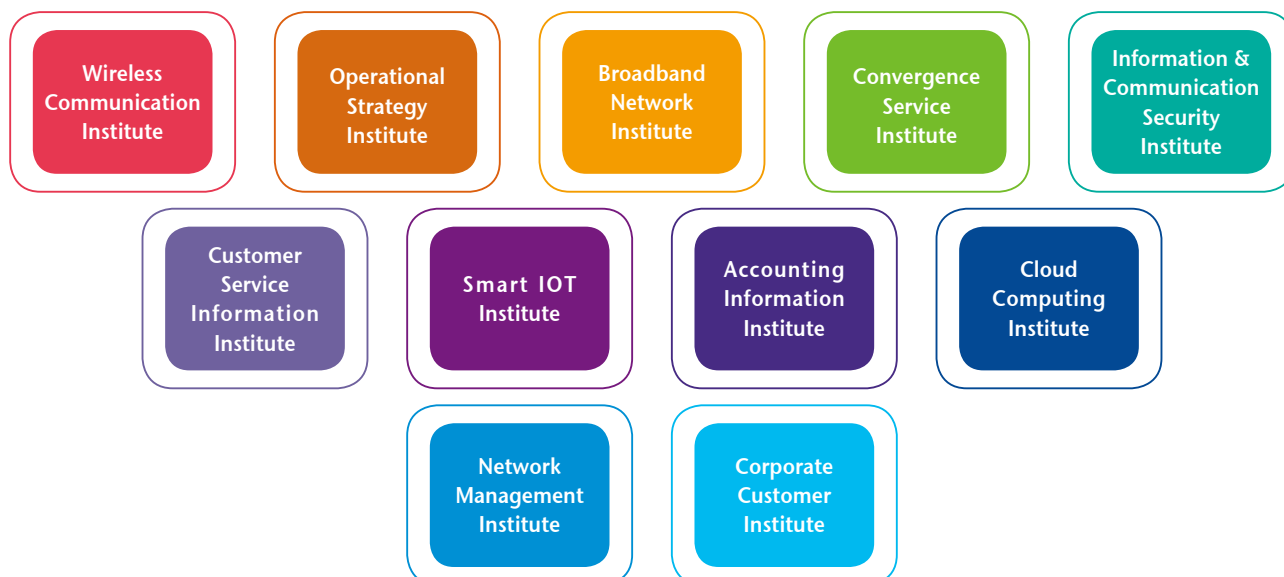 Wireless
Communication
Institute
Operational
Strategy
Institute
Broadband
Network
Institute
Convergence
Service
Institute
Information &
Communication
Security
Institute
Customer
Service
Information
Institute
Smart IOT
Institute
Accounting
Information
Institute
Cloud
Computing
Institute
Network
Management
Institute
Corporate
Customer
Institute